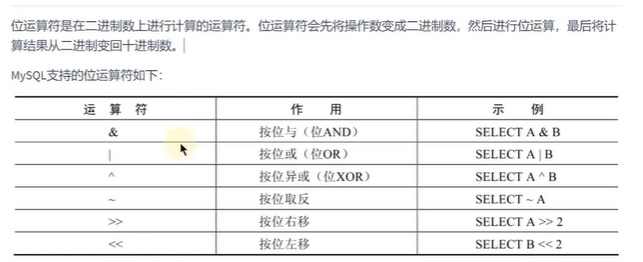 位运算符是在二进制数上进行计算的运算符。位运算符会先将操作数变成二进制数，然后进行位运算，最后将计
算结果从二进制变回十进制数。
MySQL支持的位运算符如下：
运 算 符 作 用 示 例
& 按位与（位AND） SELECT A & B
| 按位或（位OR） SELECT A | B
^ 按位异或（位XOR） SELECT A ^ B
~ 按位取反 SELECT ~ A
>> 按位右移 SELECT A >> 2
<< 按位左移 SELECT B << 2